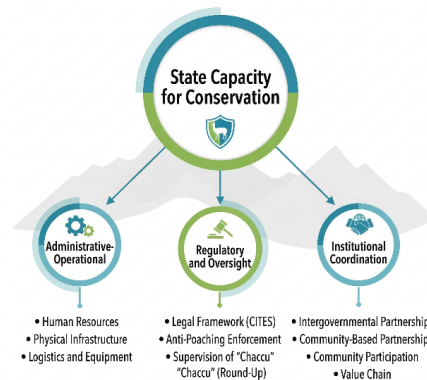 State Capacity
for Conservation
Administrative-
Operational
• Human Resources
• Physical Infrastructure
• Logistics and Equipment
Regulatory
and Oversight
• Legal Framework (CITES)
• Anti-Poaching Enforcement
• Supervision of "Chaccu"
"Chaccu" (Round-Up)
Institutional
Coordination
• Intergovernmental Partnership
• Community-Based Partnership
• Community Participation
• Value Chain